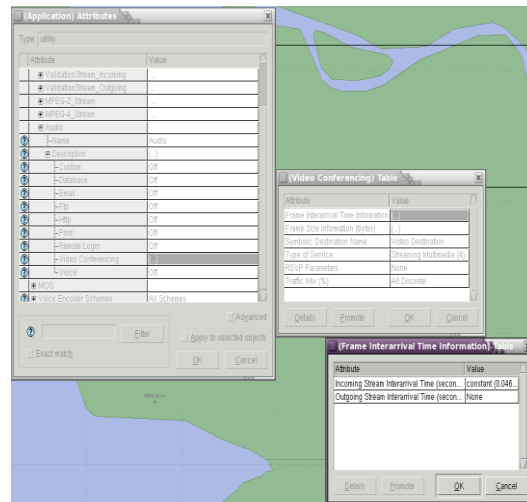 (Application) Attributes
Type: utility
Attribute Value
ValidationStream_Incoming ...
ValidationStream_Outgoing ...
MPEG-2_Stream ...
MPEG-4_Stream ...
Audio
Name Audio
Description (...)
Custom Off
Database Off
Email Off
Ftp Off
Http Off
Print Off
Remote Login Off
Video Conferencing (...)
Voice Off
MOS
Voice Encoder Schemes All Schemes
Advanced
Filter
Apply to selected objects
Exact match
OK Cancel
(Video Conferencing) Table
Attribute Value
Frame Interarrival Time Information (...)
Frame Size Information (bytes) (...)
Symbolic Destination Name Video Destination
Type of Service Streaming Multimedia (4)
RSVP Parameters None
Traffic Mix (%) All Discrete
Details Promote OK Cancel
(Frame Interarrival Time Information) Table
Attribute Value
Incoming Stream Interarrival Time (secon... constant (0.046...
Outgoing Stream Interarrival Time (secon... None
Details Promote OK Cancel